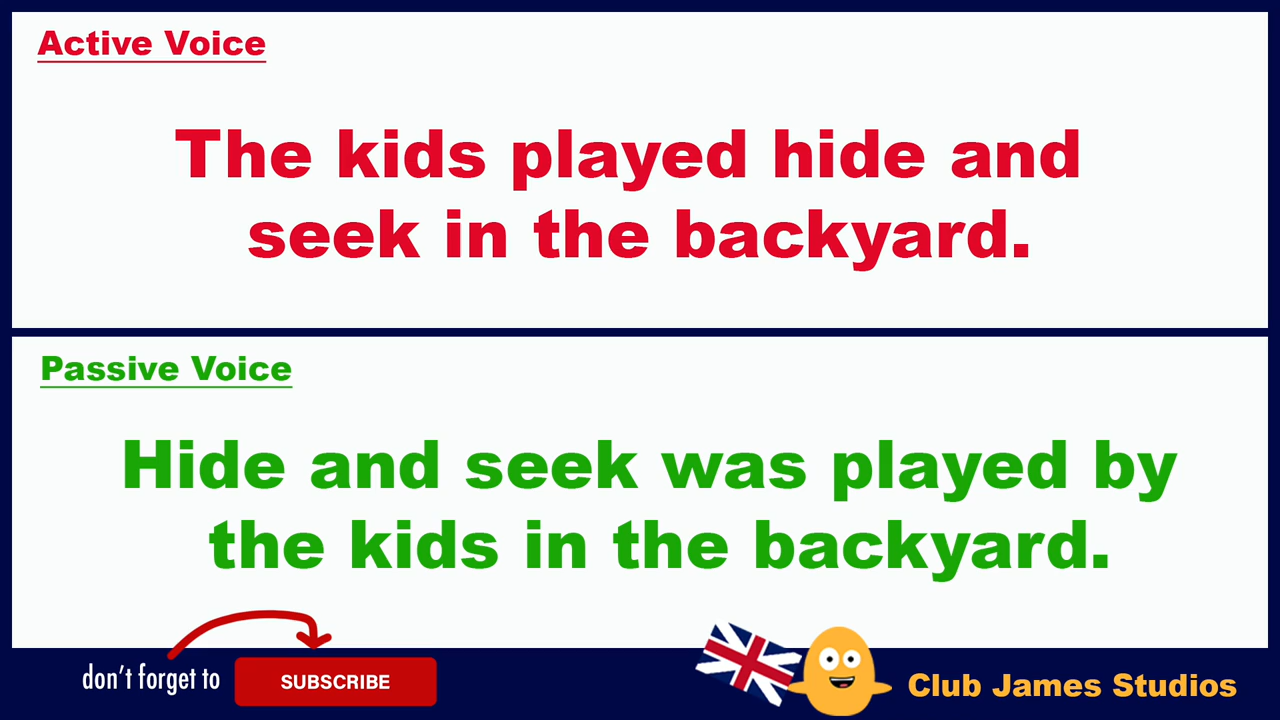 Active Voice
The kids played hide and
seek in the backyard.
Passive Voice
Hide and seek was played by
the kids in the backyard.
don't forget to
SUBSCRIBE
Club James Studios